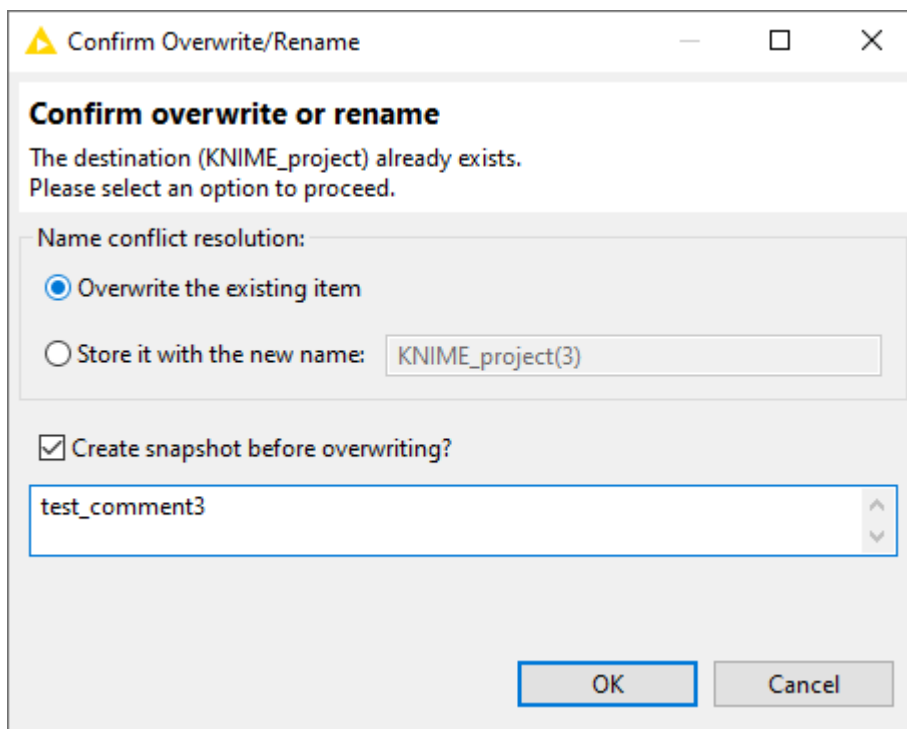 Confirm Overwrite/Rename
Confirm overwrite or rename
The destination (KNIME_project) already exists.
Please select an option to proceed.
Name conflict resolution:
Overwrite the existing item
Store it with the new name: KNIME_project(3)
Create snapshot before overwriting?
test_comment3
OK Cancel